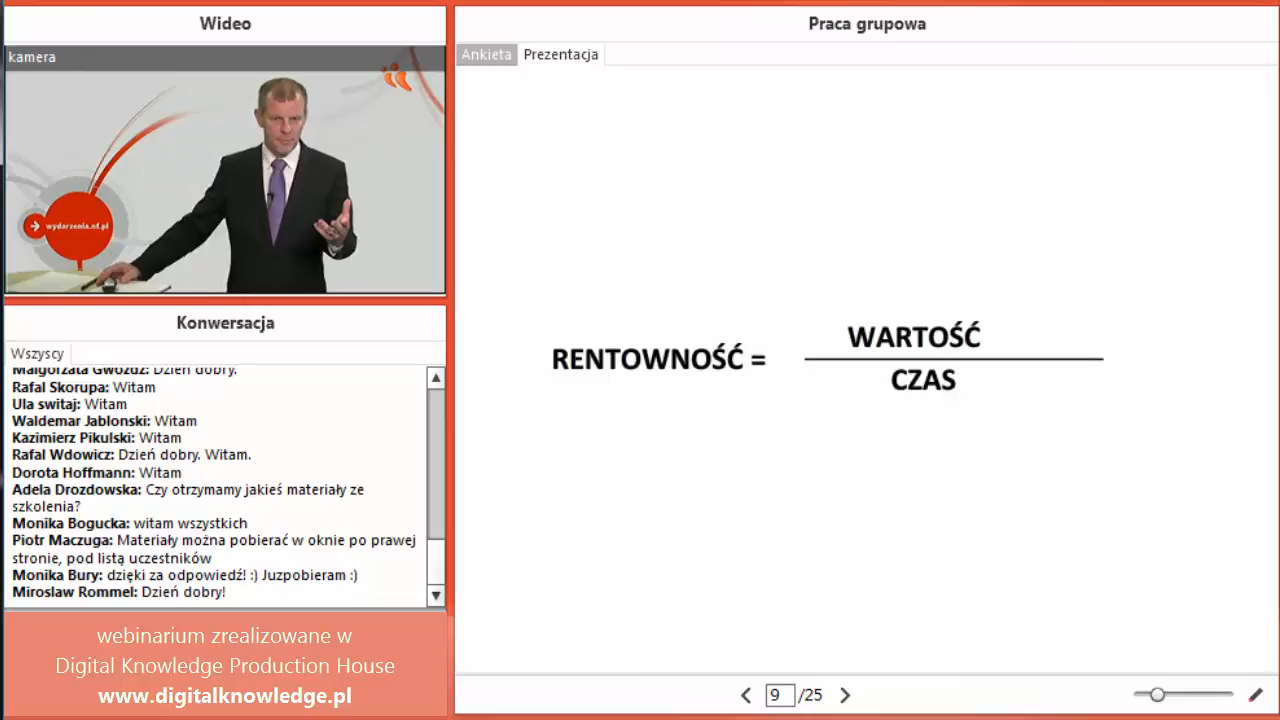 Wideo
kamera
wydarzenia.nf.pl
Konwersacja
Wszyscy
Malgorzata Gwozdz: Dzień dobry.
Rafal Skorupa: Witam
Ula switaj: Witam
Waldemar Jablonski: Witam
Kazimierz Pikulski: Witam
Rafal Wdowicz: Dzień dobry. Witam.
Dorota Hoffmann: Witam
Adela Drozdowska: Czy otrzymamy jakieś materiały ze
szkolenia?
Monika Bogucka: witam wszystkich
Piotr Maczuga: Materiały można pobierać w oknie po prawej
stronie, pod listą uczestników
Monika Bury: dzięki za odpowiedź! :) Juzpobieram :)
Miroslaw Rommel: Dzień dobry!
webinarium zrealizowane w
Digital Knowledge Production House
www.digitalknowledge.pl
Praca grupowa
Ankieta Prezentacja
WARTOŚĆ
RENTOWNOŚĆ =
CZAS
9 /25